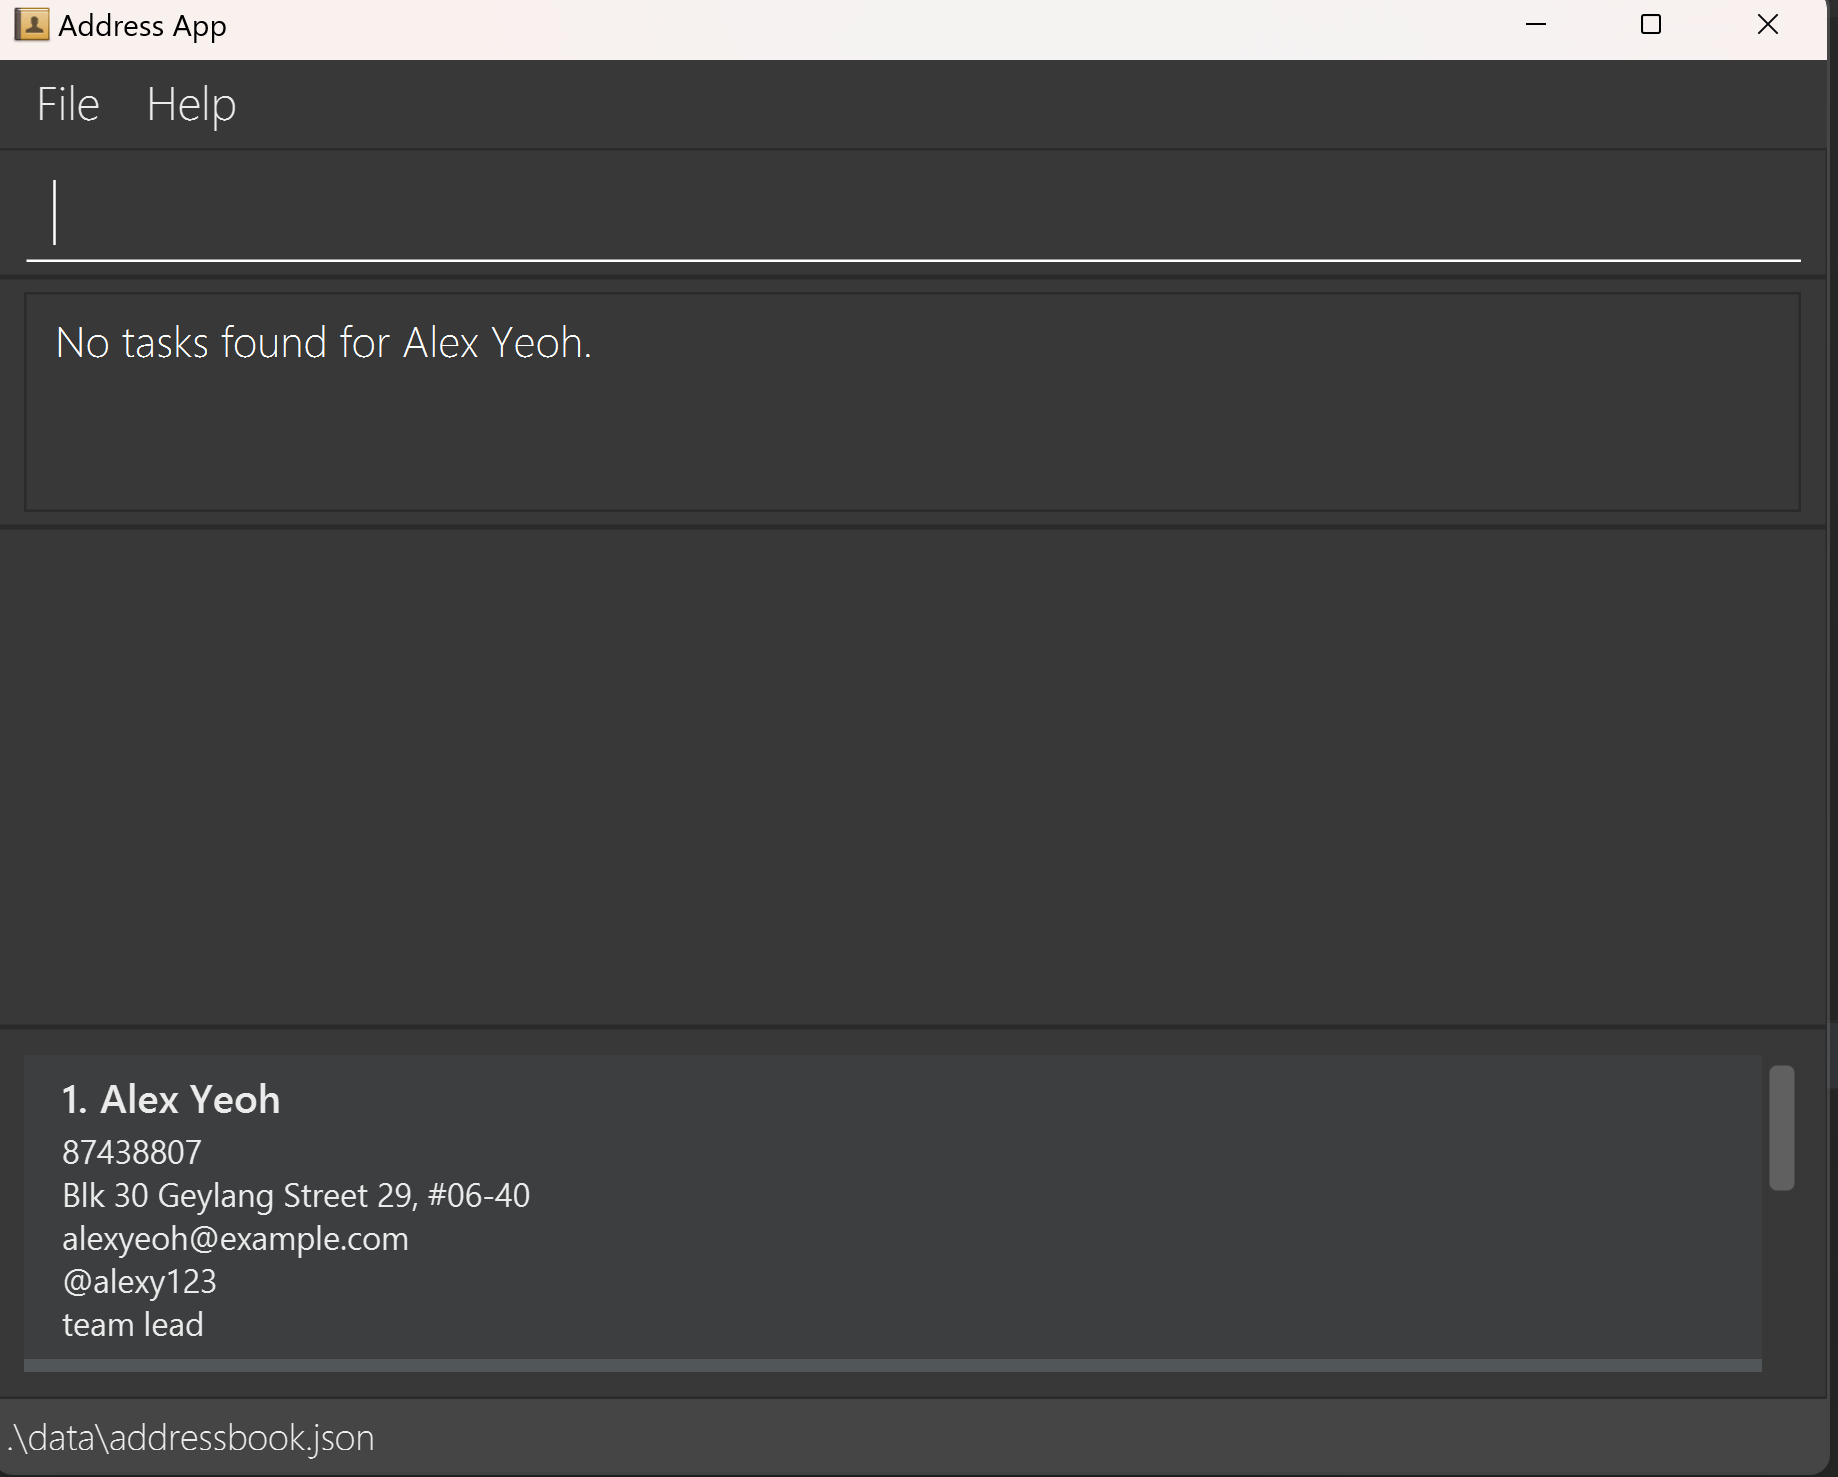 Address App
File Help
No tasks found for Alex Yeoh.
1. Alex Yeoh
87438807
Blk 30 Geylang Street 29, #06-40
alexyeoh@example.com
@alexy123
team lead
.\data\addressbook.json